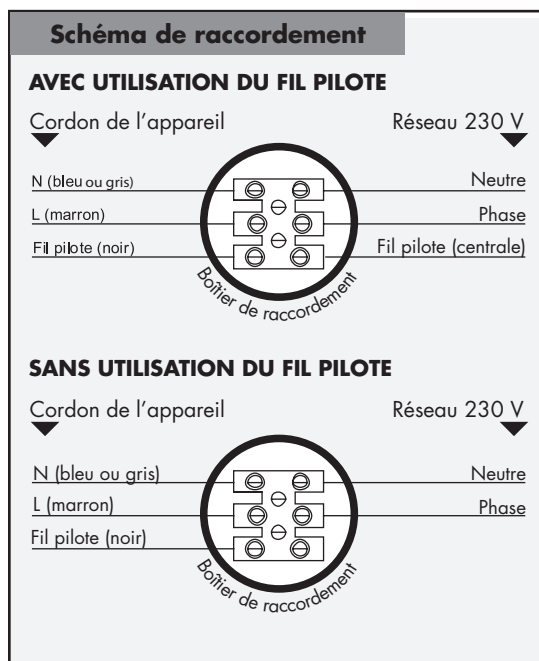 Schéma de raccordement
AVEC UTILISATION DU FIL PILOTE
Cordon de l'appareil Réseau 230 V
N (bleu ou gris) Neutre
L (marron) Phase
Fil pilote (noir) Fil pilote (centrale)
Boîtier de raccordement
SANS UTILISATION DU FIL PILOTE
Cordon de l'appareil Réseau 230 V
N (bleu ou gris) Neutre
L (marron) Phase
Fil pilote (noir)
Boîtier de raccordement